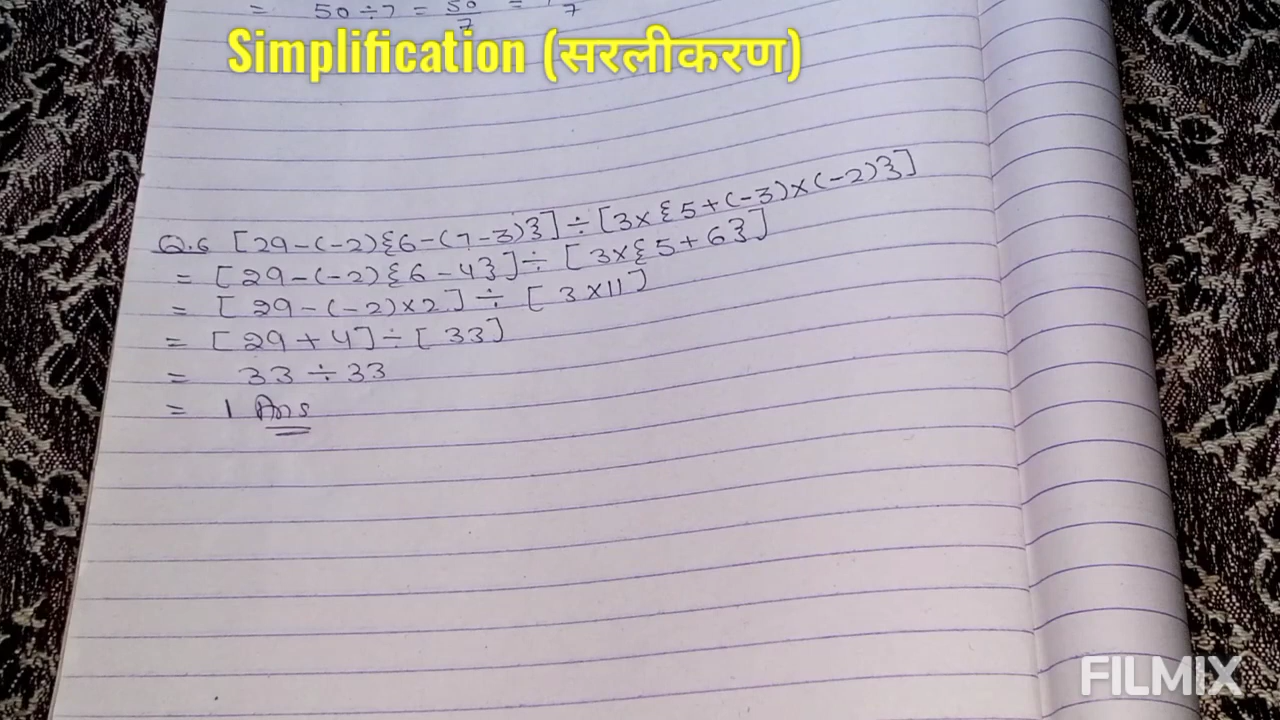 = 50÷7 = 50/7 =
Simplification (सरलीकरण)
Q.6 [29-(-2){6-(7-3)}]÷[3×{5+(-3)×(-2)}]
= [29-(-2){6-4}]÷ [3×{5+6}]
= [29-(-2)×2]÷ [3×11]
= [29+4]÷[33]
= 33÷33
= 1 Ans
FILMIX